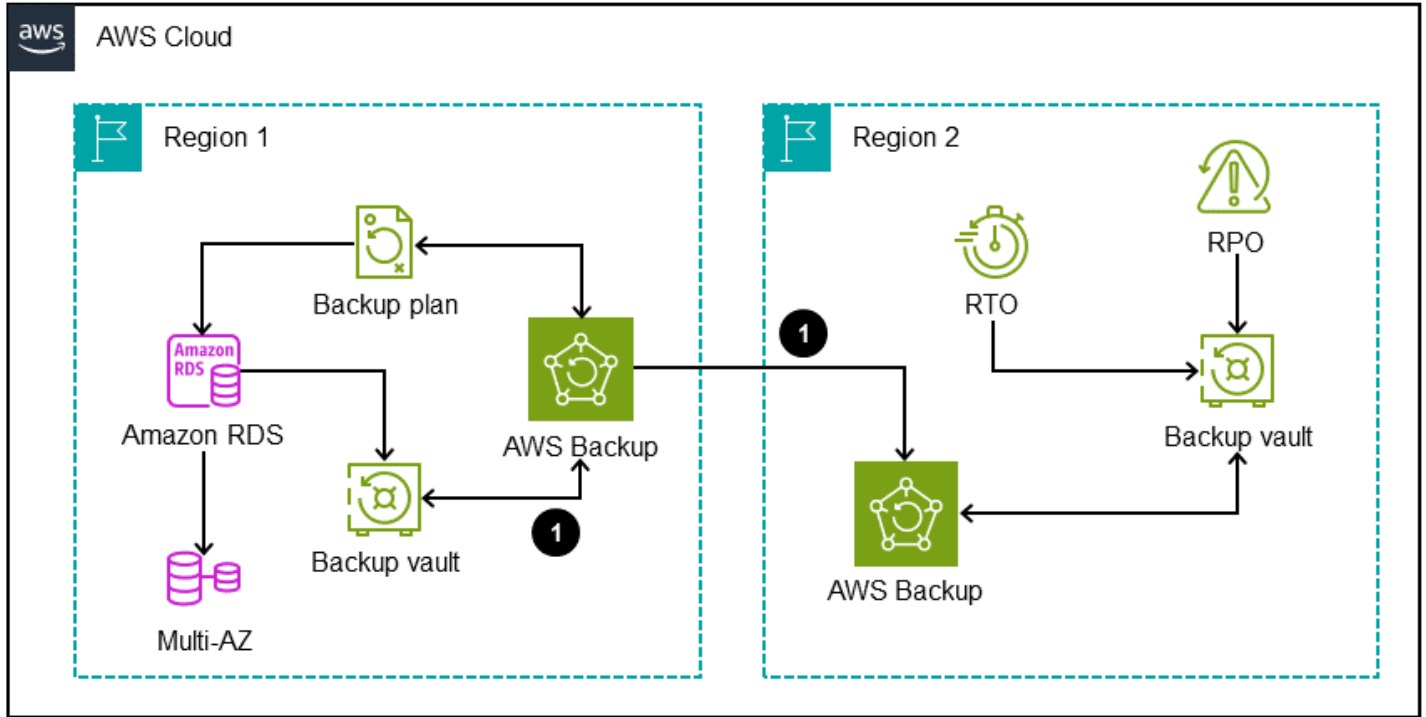 aws
AWS Cloud
Region 1
Backup plan
Amazon
RDS
Amazon RDS
AWS Backup
1
Backup vault
Multi-AZ
1
Region 2
RPO
RTO
Backup vault
AWS Backup